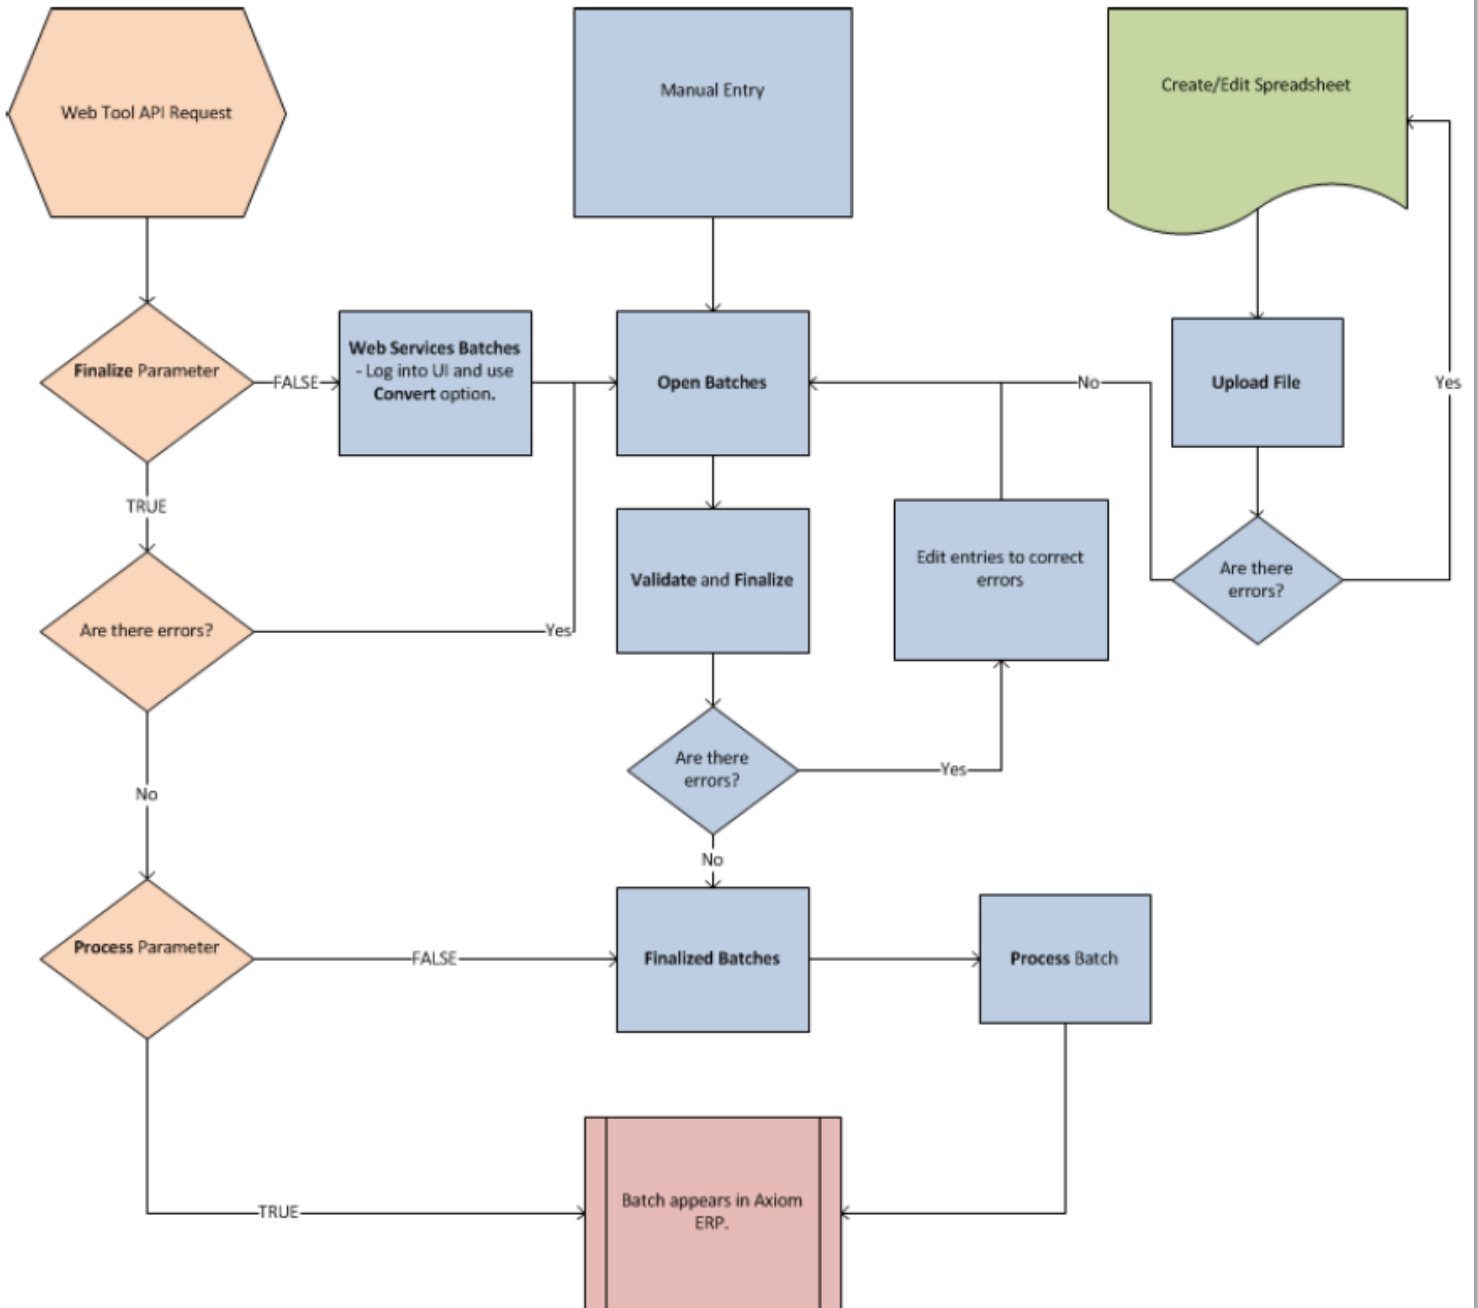 Web Tool API Request
Manual Entry
Create/Edit Spreadsheet
Finalize Parameter
FALSE
Web Services Batches
- Log into UI and use
Convert option.
Open Batches
No
Upload File
Yes
TRUE
Are there errors?
Yes
Validate and Finalize
Edit entries to correct
errors
Are there
errors?
Are there
errors?
Yes
No
No
Process Parameter
FALSE
Finalized Batches
Process Batch
TRUE
Batch appears in Axiom
ERP.